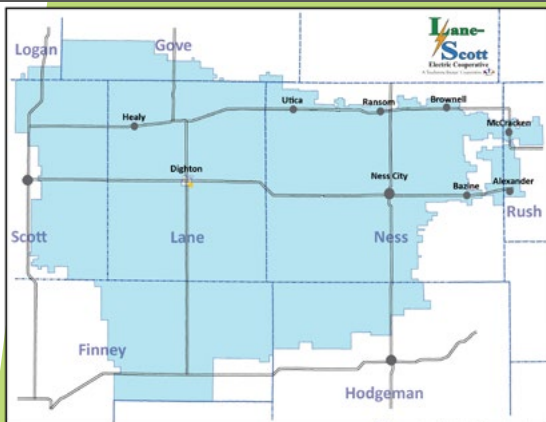 Lane-
Scott
Electric Cooperative
Logan
Gove
Utica
Ransom
Brownell
Healy
McCracken
Dighton
Ness City
Bazine
Alexander
Rush
Scott
Lane
Ness
Finney
Hodgeman